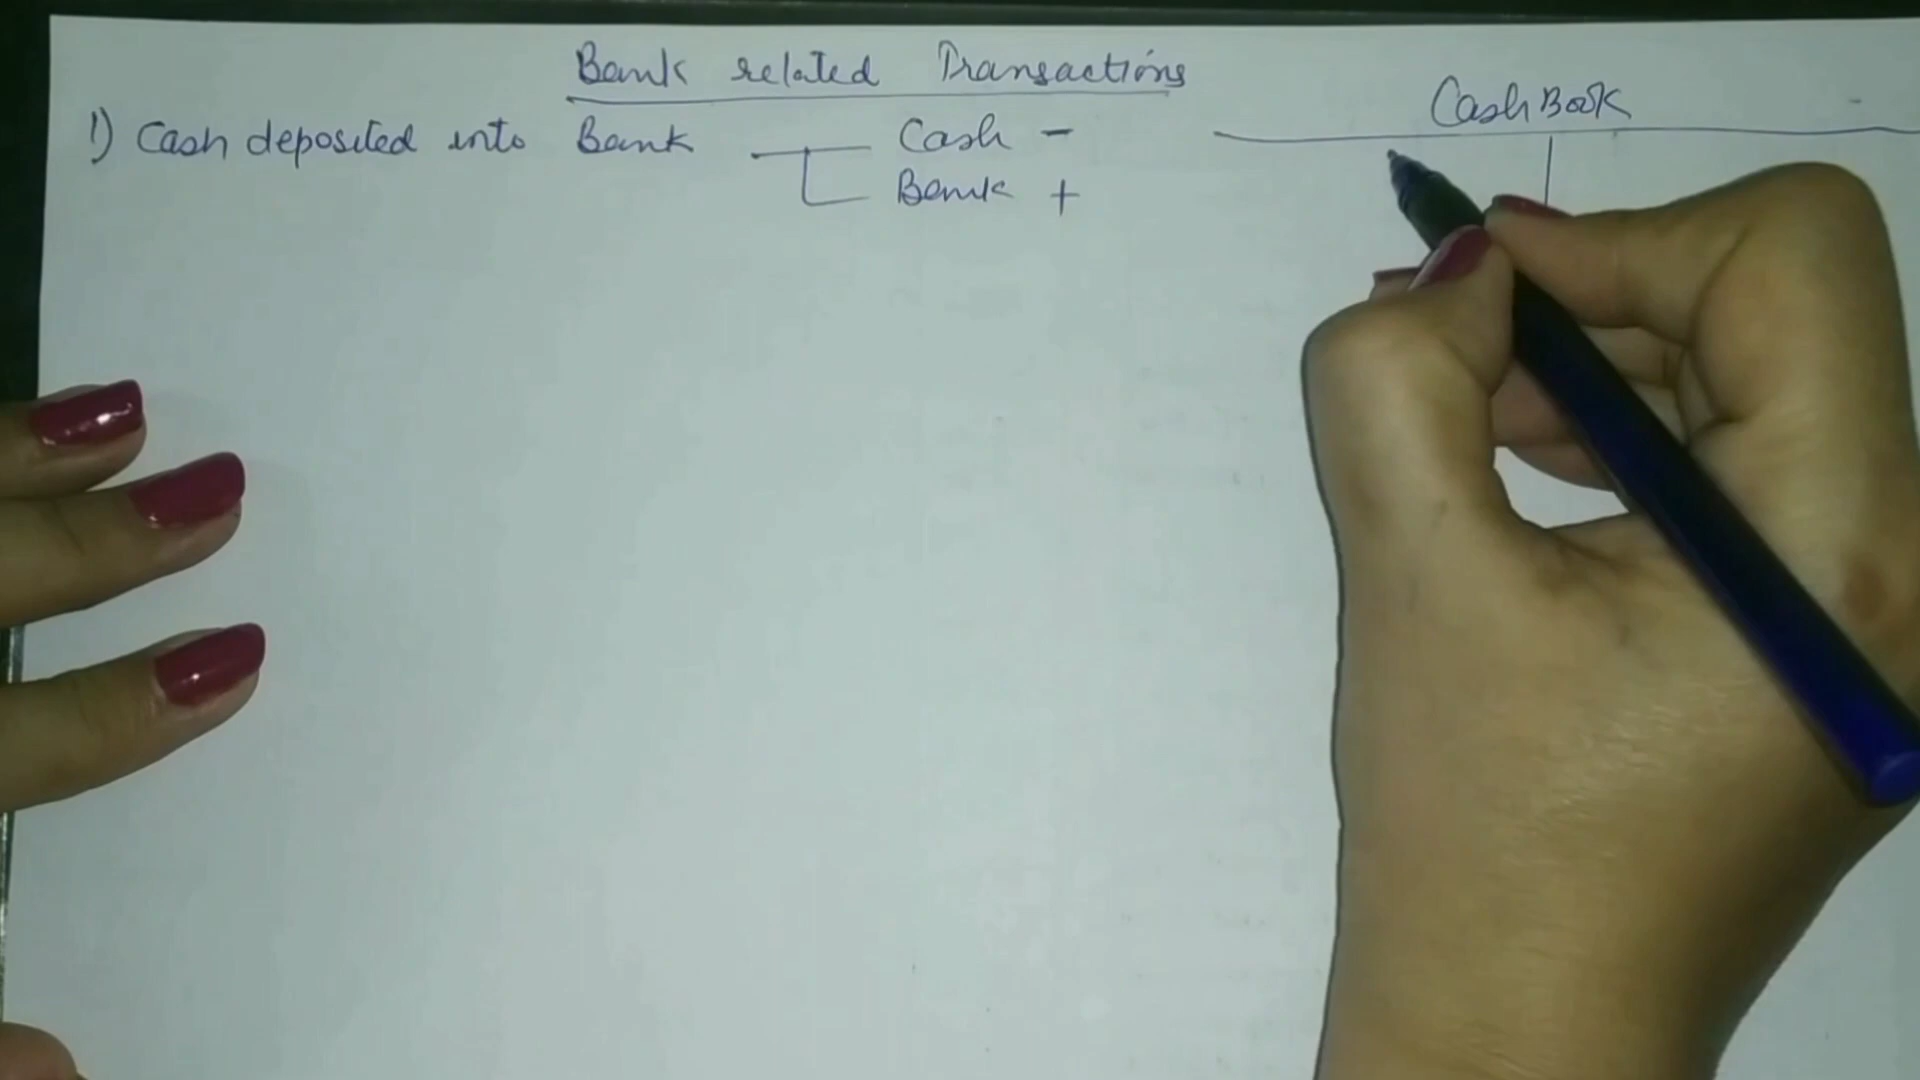 Bank related Transactions
1) Cash deposited into Bank
Cash -
Bank +
Cash Book